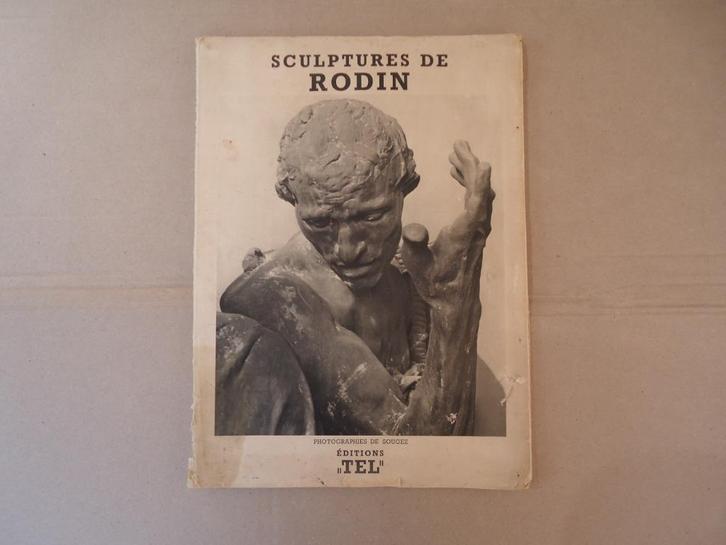 SCULPTURES DE
RODIN
PHOTOGRAPHIES DE SOUGEZ
ÉDITIONS
"TEL"